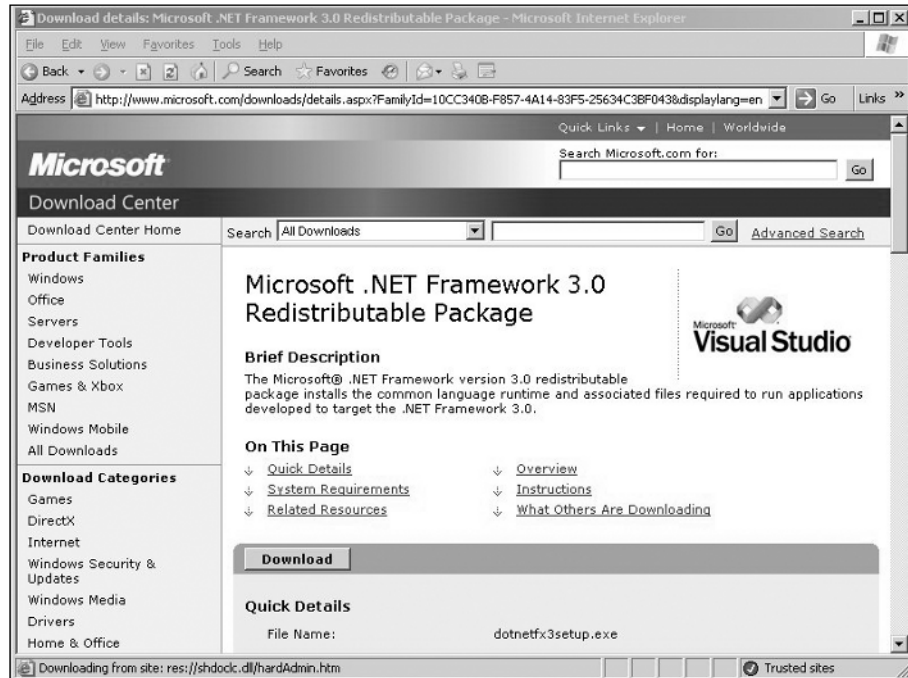 Download details: Microsoft .NET Framework 3.0 Redistributable Package - Microsoft Internet Explorer
File Edit View Favorites Tools Help
Back Search Favorites
Address http://www.microsoft.com/downloads/details.aspx?FamilyId=10CC340B-F857-4A14-83F5-25634C3BF043&displaylang=en Go Links »
Quick Links | Home | Worldwide
Microsoft
Search Microsoft.com for:
Go
Download Center
Download Center Home
Search All Downloads Go Advanced Search
Product Families
Windows
Office
Servers
Developer Tools
Business Solutions
Games & Xbox
MSN
Windows Mobile
All Downloads
Download Categories
Games
DirectX
Internet
Windows Security &
Updates
Windows Media
Drivers
Home & Office
Microsoft .NET Framework 3.0
Redistributable Package
Microsoft
Visual Studio
Brief Description
The Microsoft® .NET Framework version 3.0 redistributable
package installs the common language runtime and associated files required to run applications
developed to target the .NET Framework 3.0.
On This Page
Quick Details Overview
System Requirements Instructions
Related Resources What Others Are Downloading
Download
Quick Details
File Name: dotnetfx3setup.exe
Downloading from site: res://shdoclc.dll/hardAdmin.htm Trusted sites